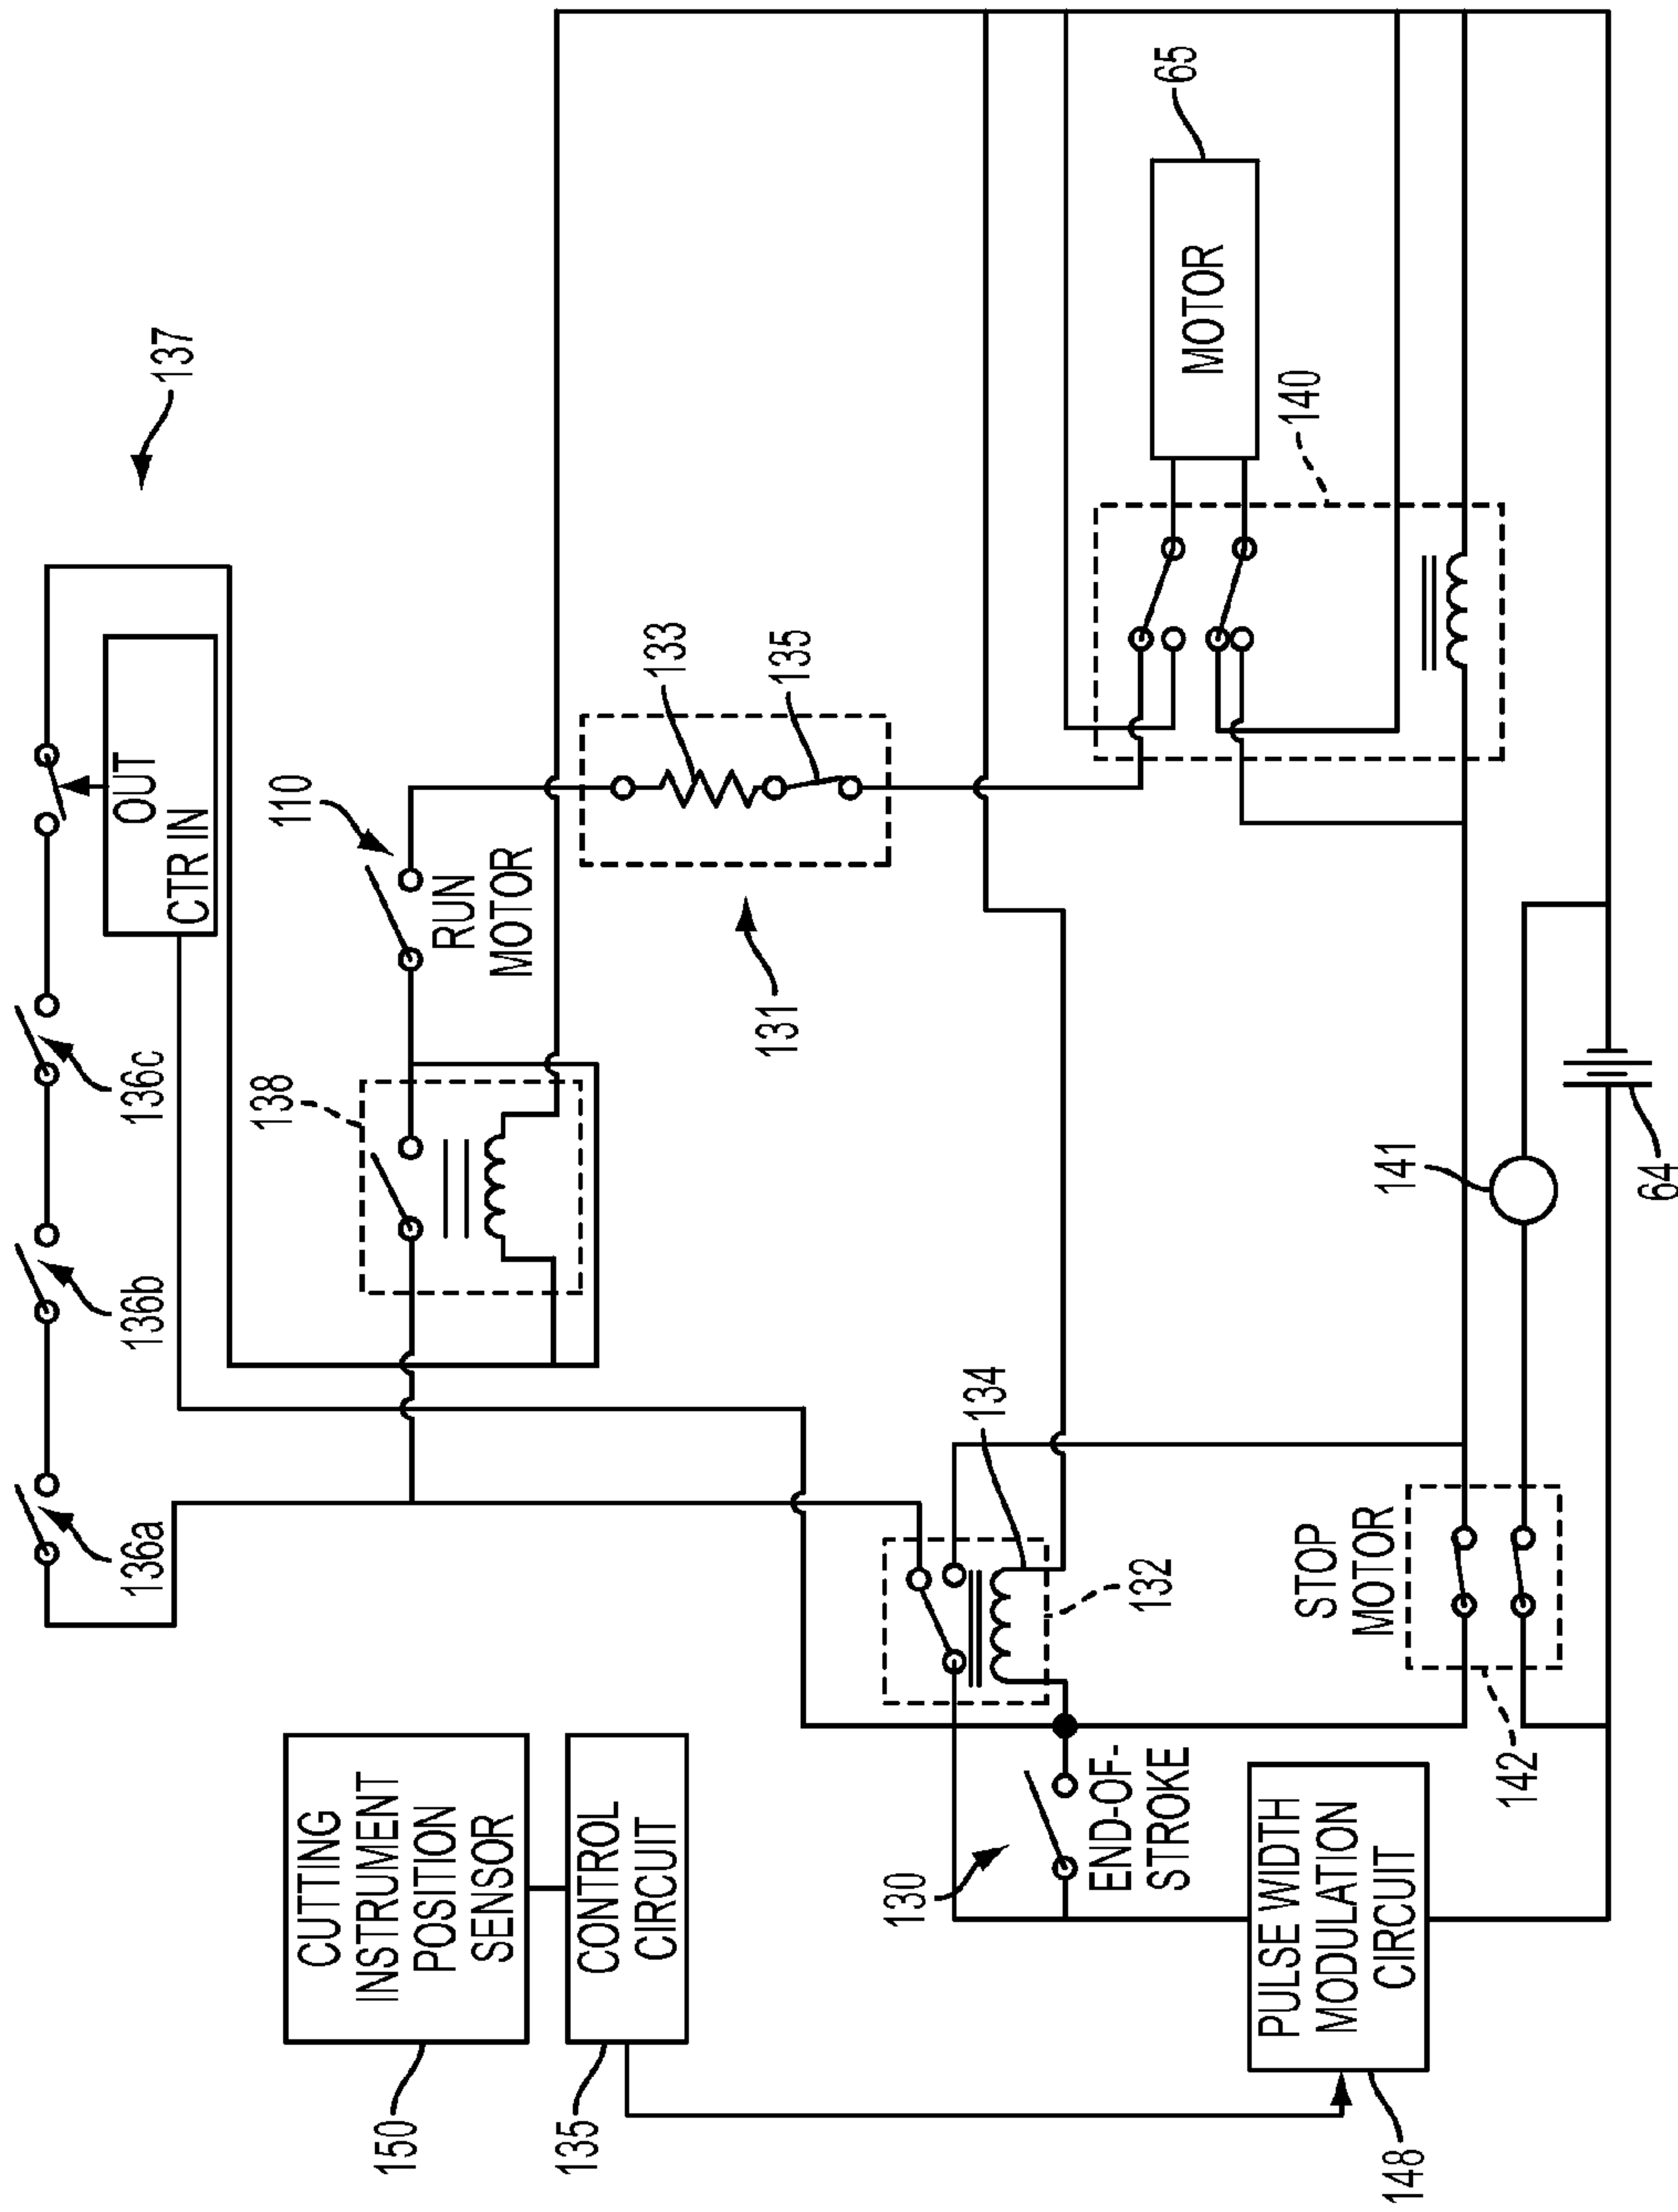 137
OUT
CTR IN
136a
136b
136c
138
110
RUN
MOTOR
131
133
135
65
MOTOR
140
CUTTING
INSTRUMENT
POSITION
SENSOR
150
CONTROL
CIRCUIT
135
134
132
130
END-OF-
STROKE
STOP
MOTOR
142
141
64
PULSE WIDTH
MODULATION
CIRCUIT
148